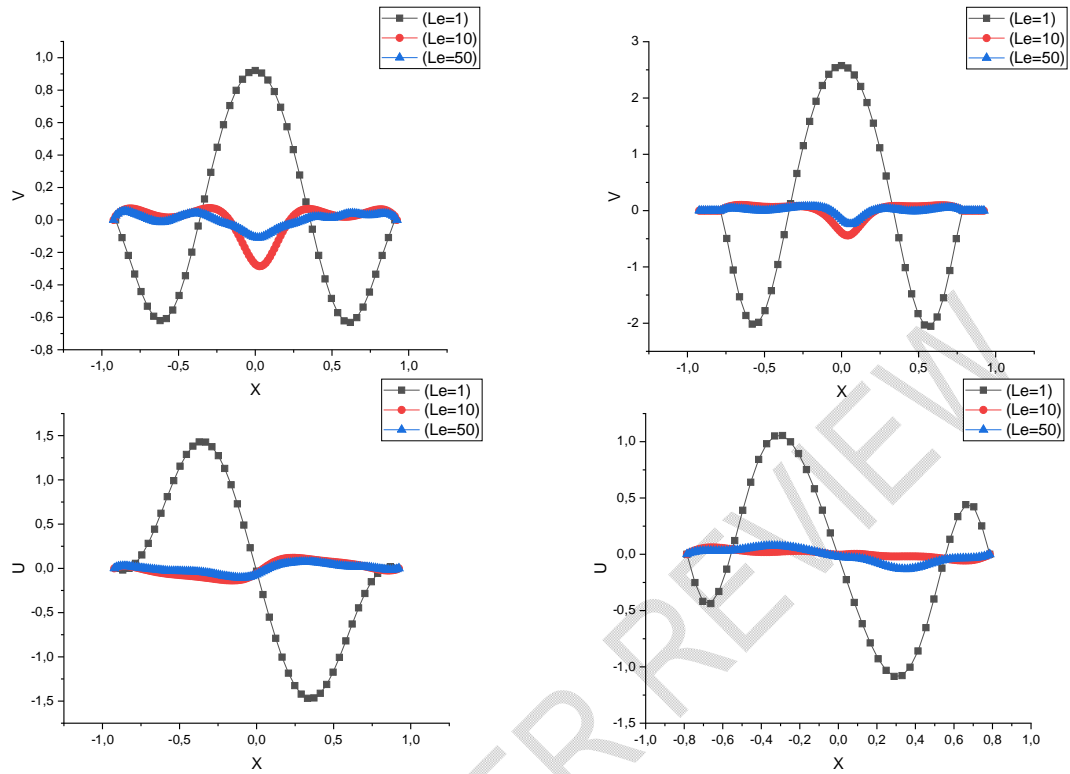 (Le=1)
(Le=10)
(Le=50)
1,0
0,8
0,6
0,4
0,2
0,0
-0,2
-0,4
-0,6
-0,8
V
-1,0 -0,5 0,0 0,5 1,0
X
(Le=1)
(Le=10)
(Le=50)
3
2
1
0
-1
-2
V
-1,0 -0,5 0,0 0,5 1,0
X
(Le=1)
(Le=10)
(Le=50)
1,5
1,0
0,5
0,0
-0,5
-1,0
-1,5
U
-1,0 -0,5 0,0 0,5 1,0
X
(Le=1)
(Le=10)
(Le=50)
1,0
0,5
0,0
-0,5
-1,0
-1,5
U
-0,8 -0,6 -0,4 -0,2 0,0 0,2 0,4 0,6 0,8 1,0
X
ER REVIEW